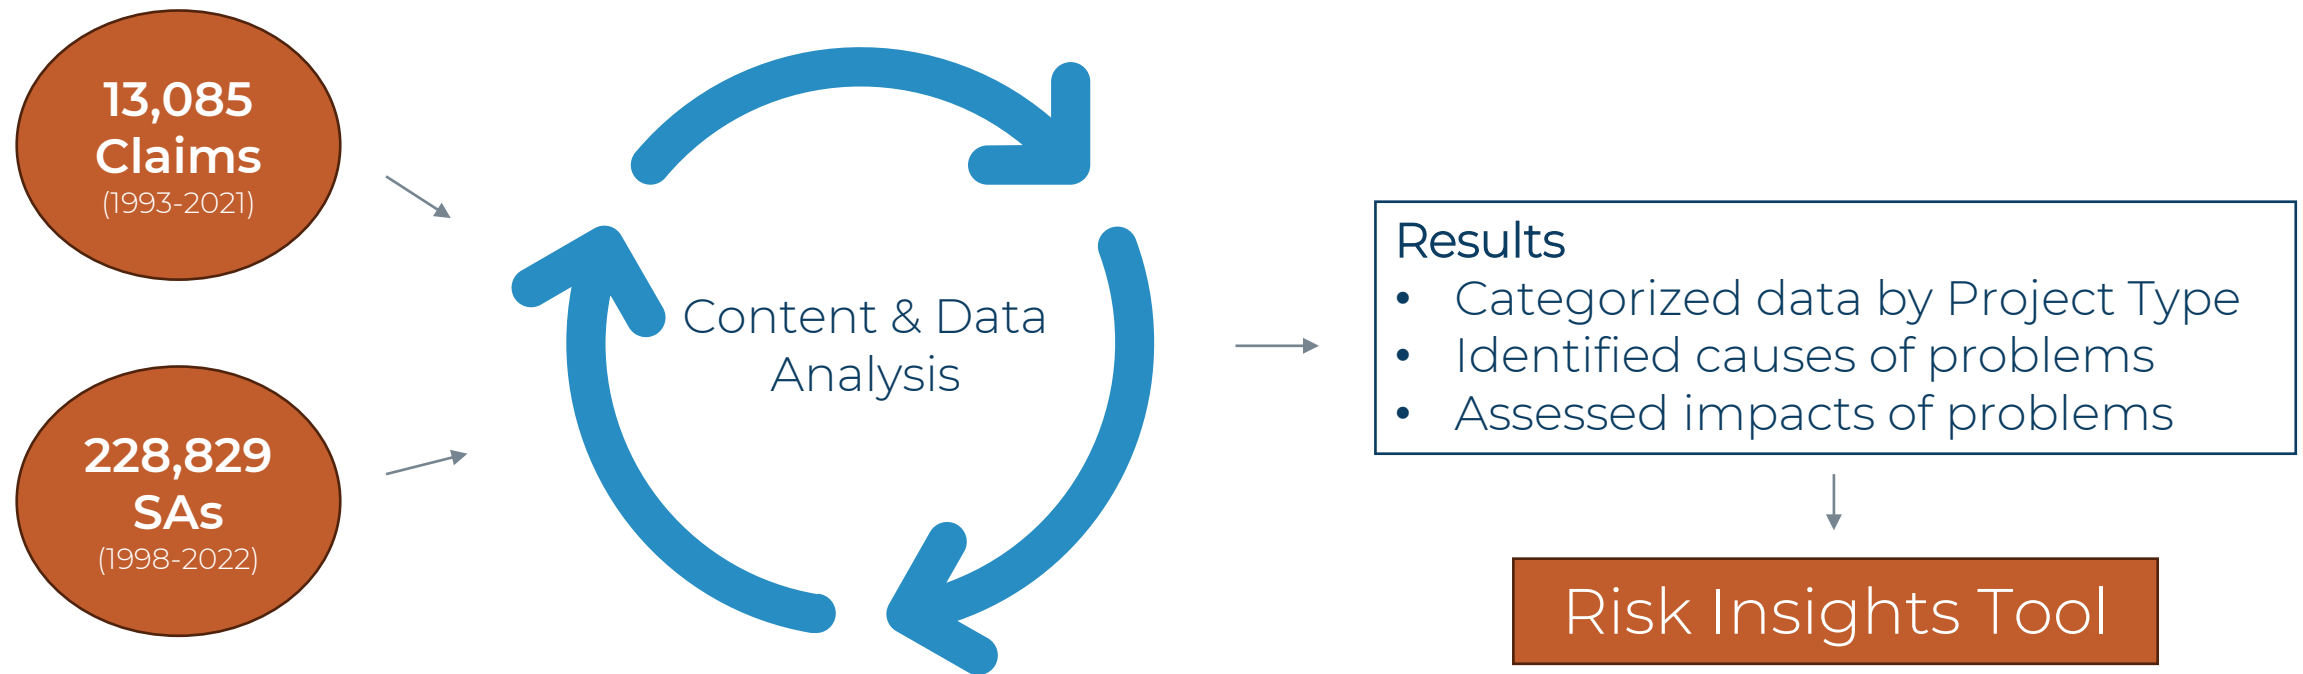 13,085
Claims
(1993-2021)
228,829
SAs
(1998-2022)
Content & Data
Analysis
Results
• Categorized data by Project Type
• Identified causes of problems
• Assessed impacts of problems
Risk Insights Tool